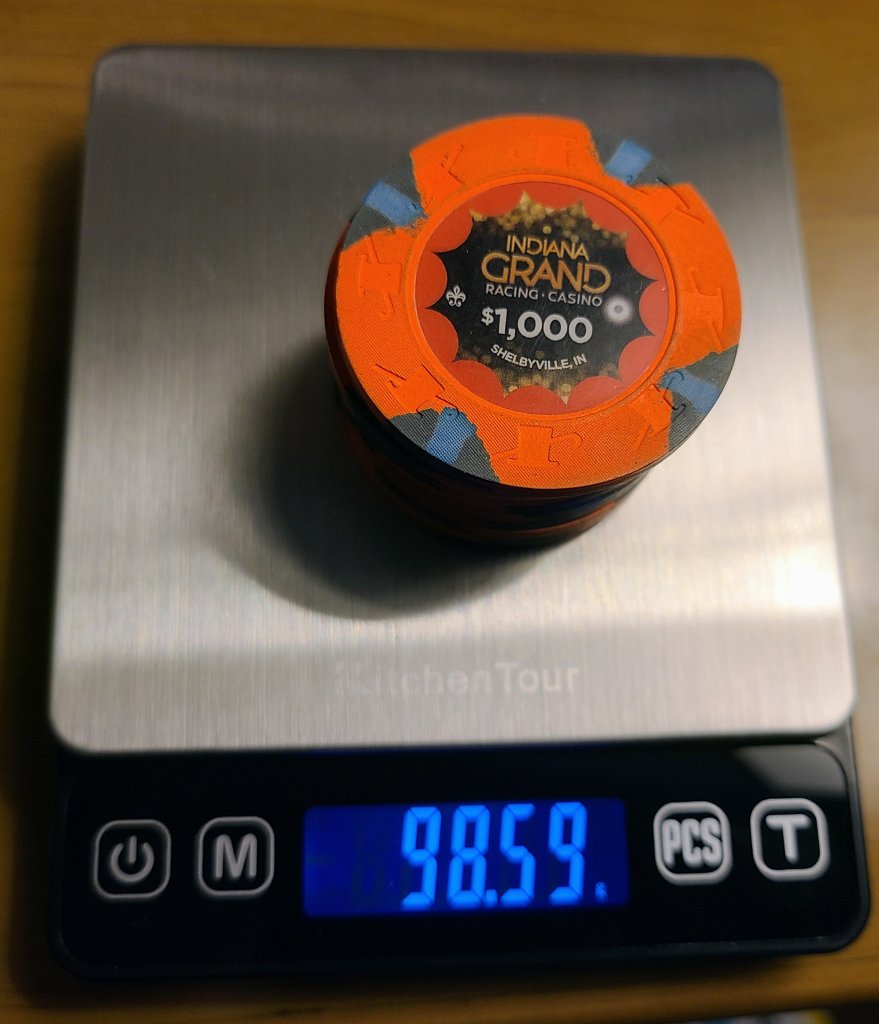 INDIANA
GRAND
RACING · CASINO
$1,000
SHELBYVILLE, IN
KitchenTour
M
98.59
PCS
T